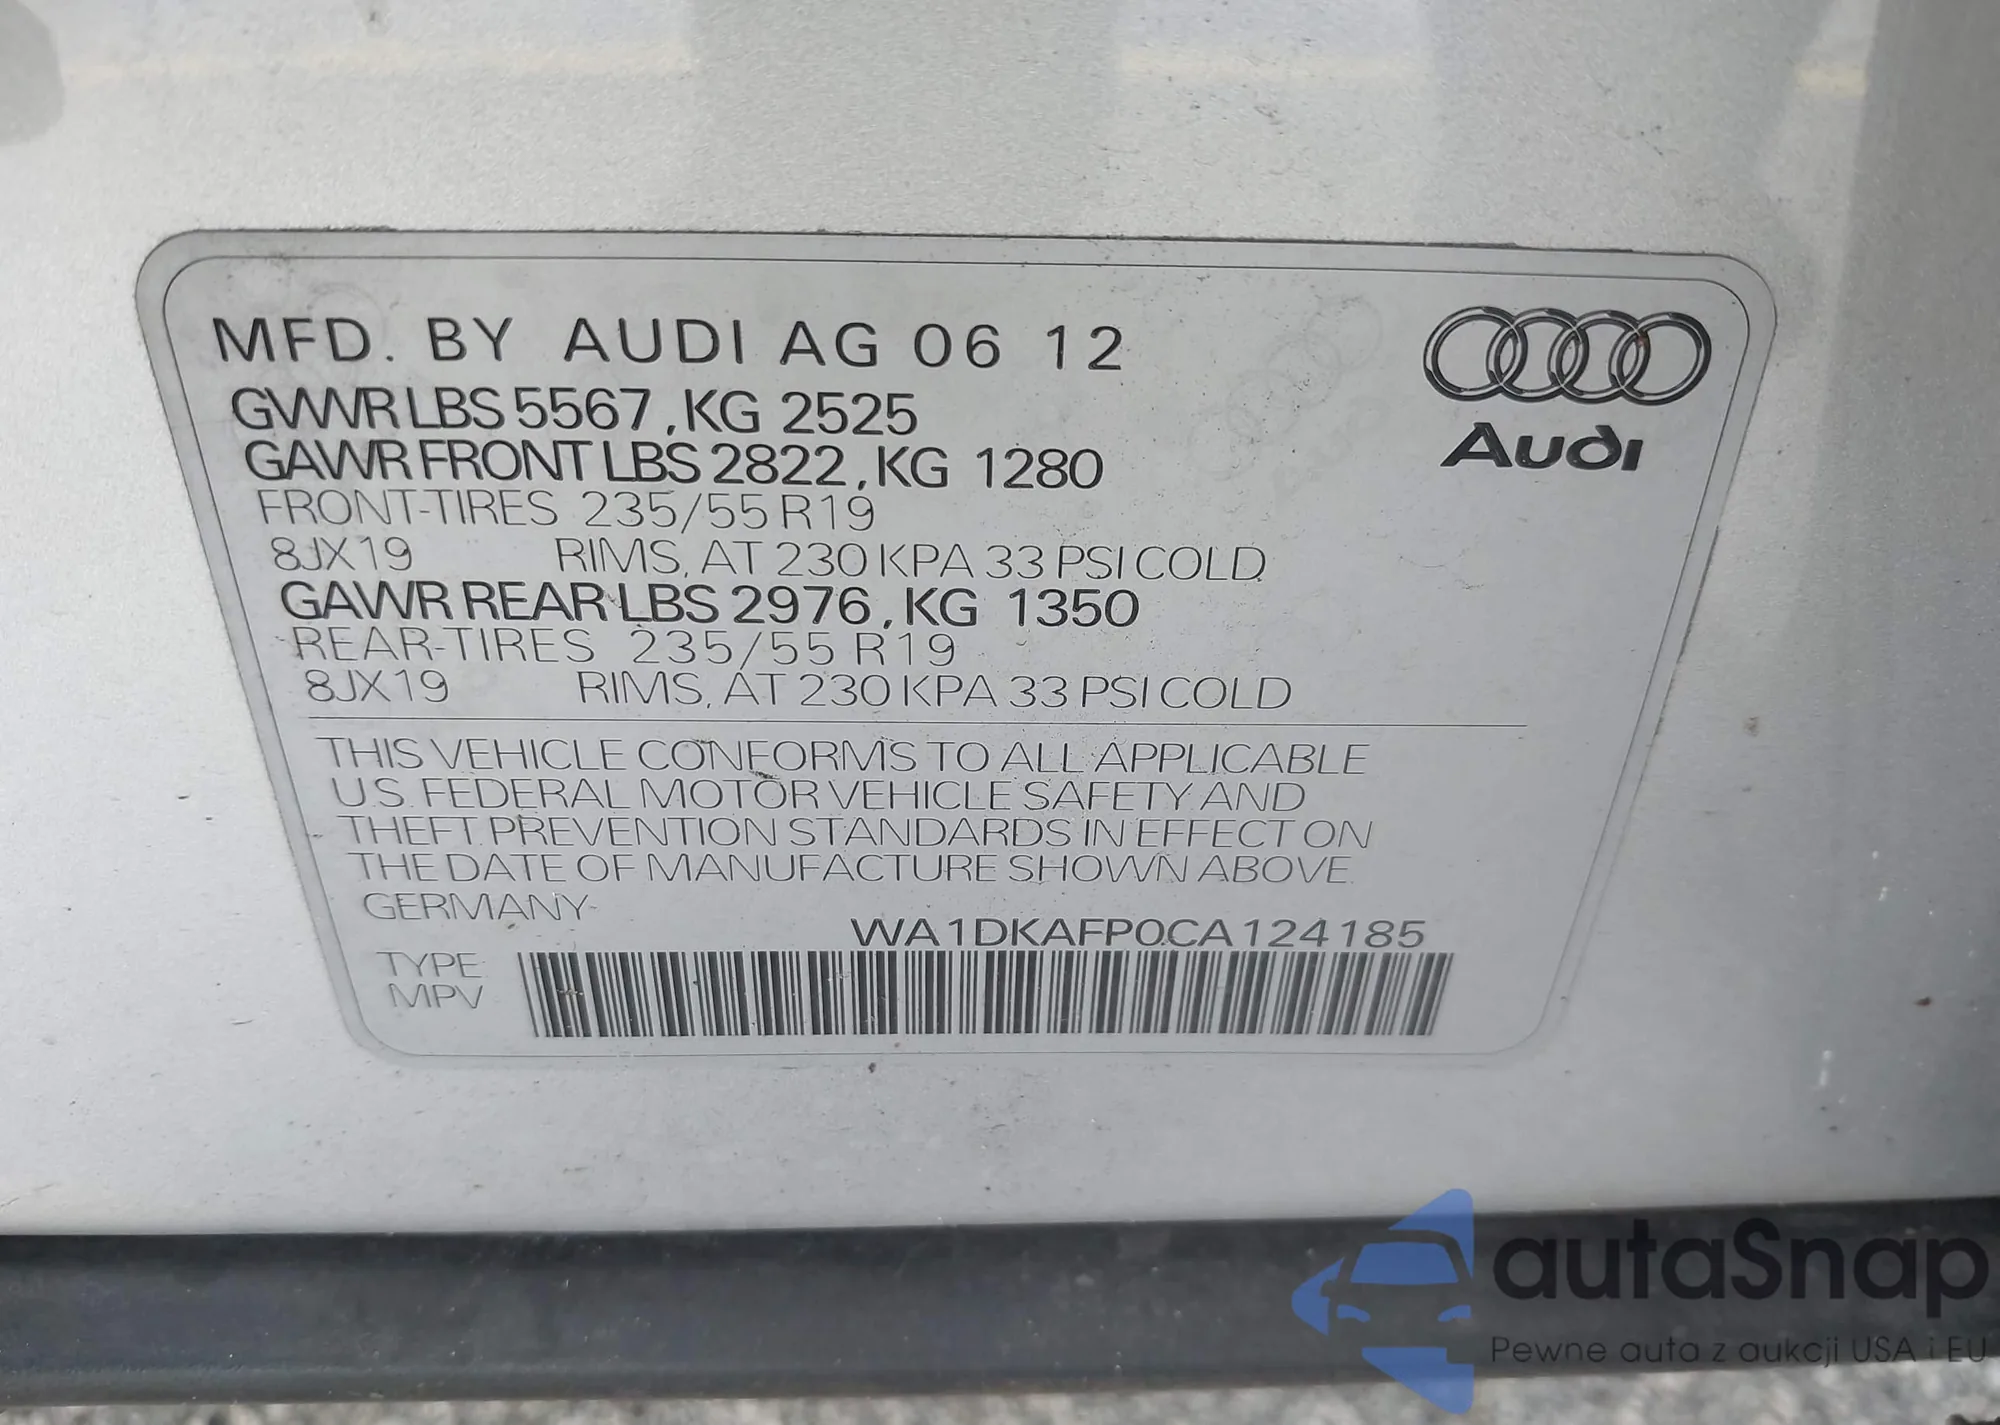 MFD. BY AUDI AG 06 12
GVWR LBS 5567, KG 2525
GAWR FRONT LBS 2822, KG 1280
FRONT-TIRES 235/55 R19
8JX19 RIMS, AT 230 KPA 33 PSI COLD
GAWR REAR LBS 2976, KG 1350
REAR-TIRES 235/55 R19
8JX19 RIMS, AT 230 KPA 33 PSI COLD
THIS VEHICLE CONFORMS TO ALL APPLICABLE
U.S. FEDERAL MOTOR VEHICLE SAFETY AND
THEFT PREVENTION STANDARDS IN EFFECT ON
THE DATE OF MANUFACTURE SHOWN ABOVE.
GERMANY
WA1DKAFP0CA124185
TYPE:
MPV
Audi
autaSnap
Pewne auta z aukcji USA i EU